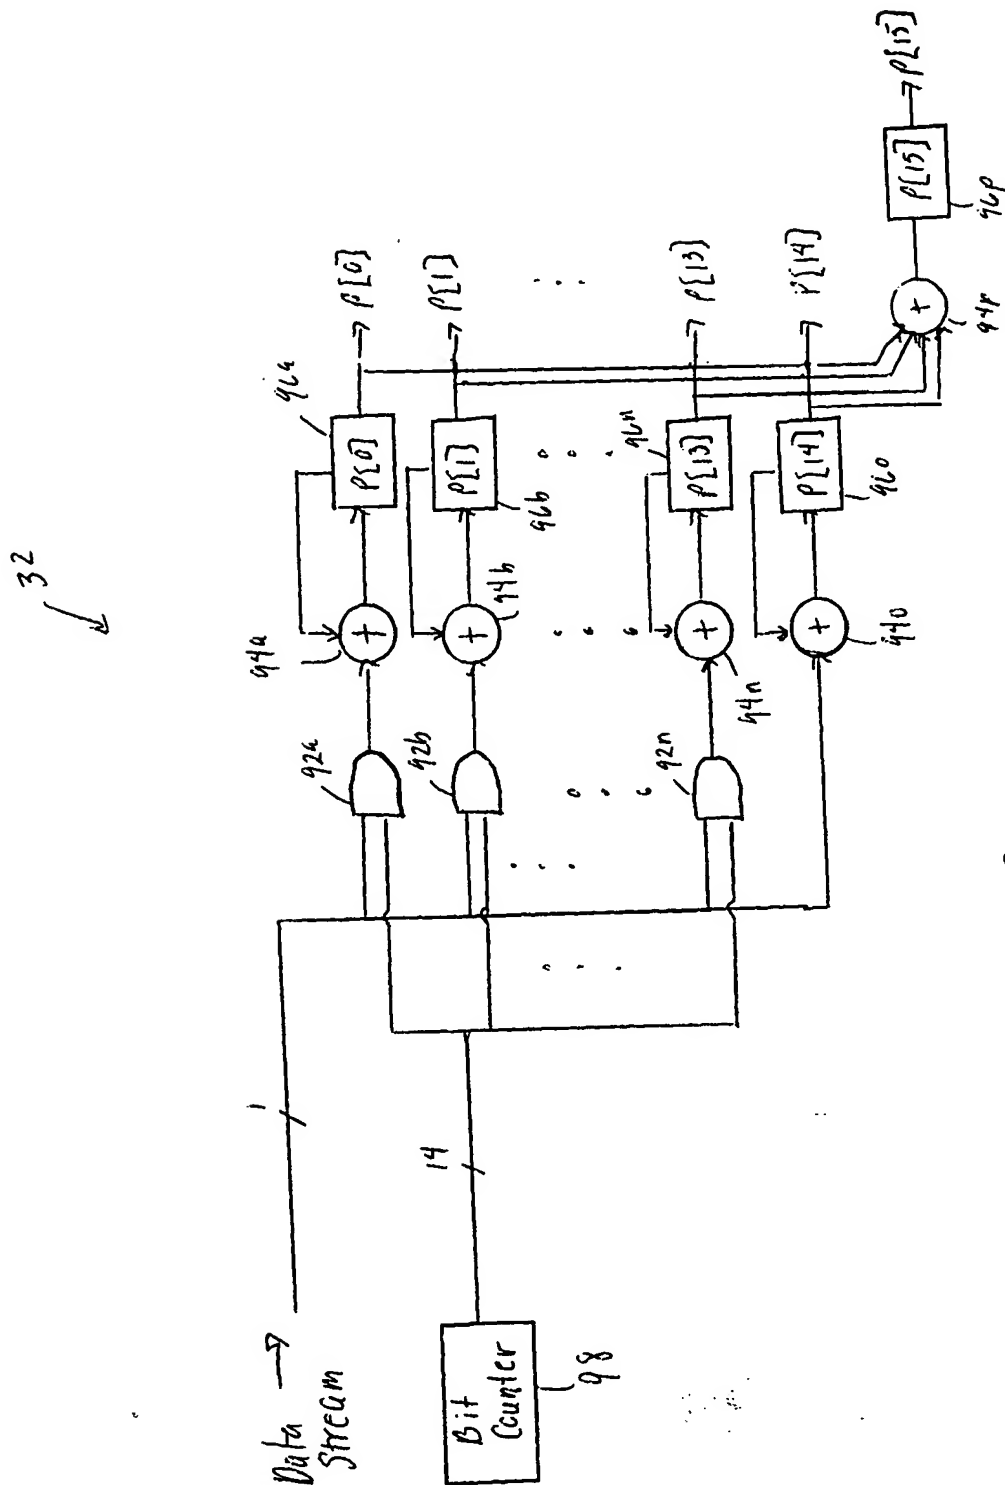 32
Data →
Stream
1
Bit
Counter
98
14
92a
94a
96a
P[0]
P[0]
92b
94b
96b
P[1]
P[1]
92n
94n
96n
P[13]
P[13]
94o
96o
P[14]
P[14]
94p
96p
P[15]
P[15]